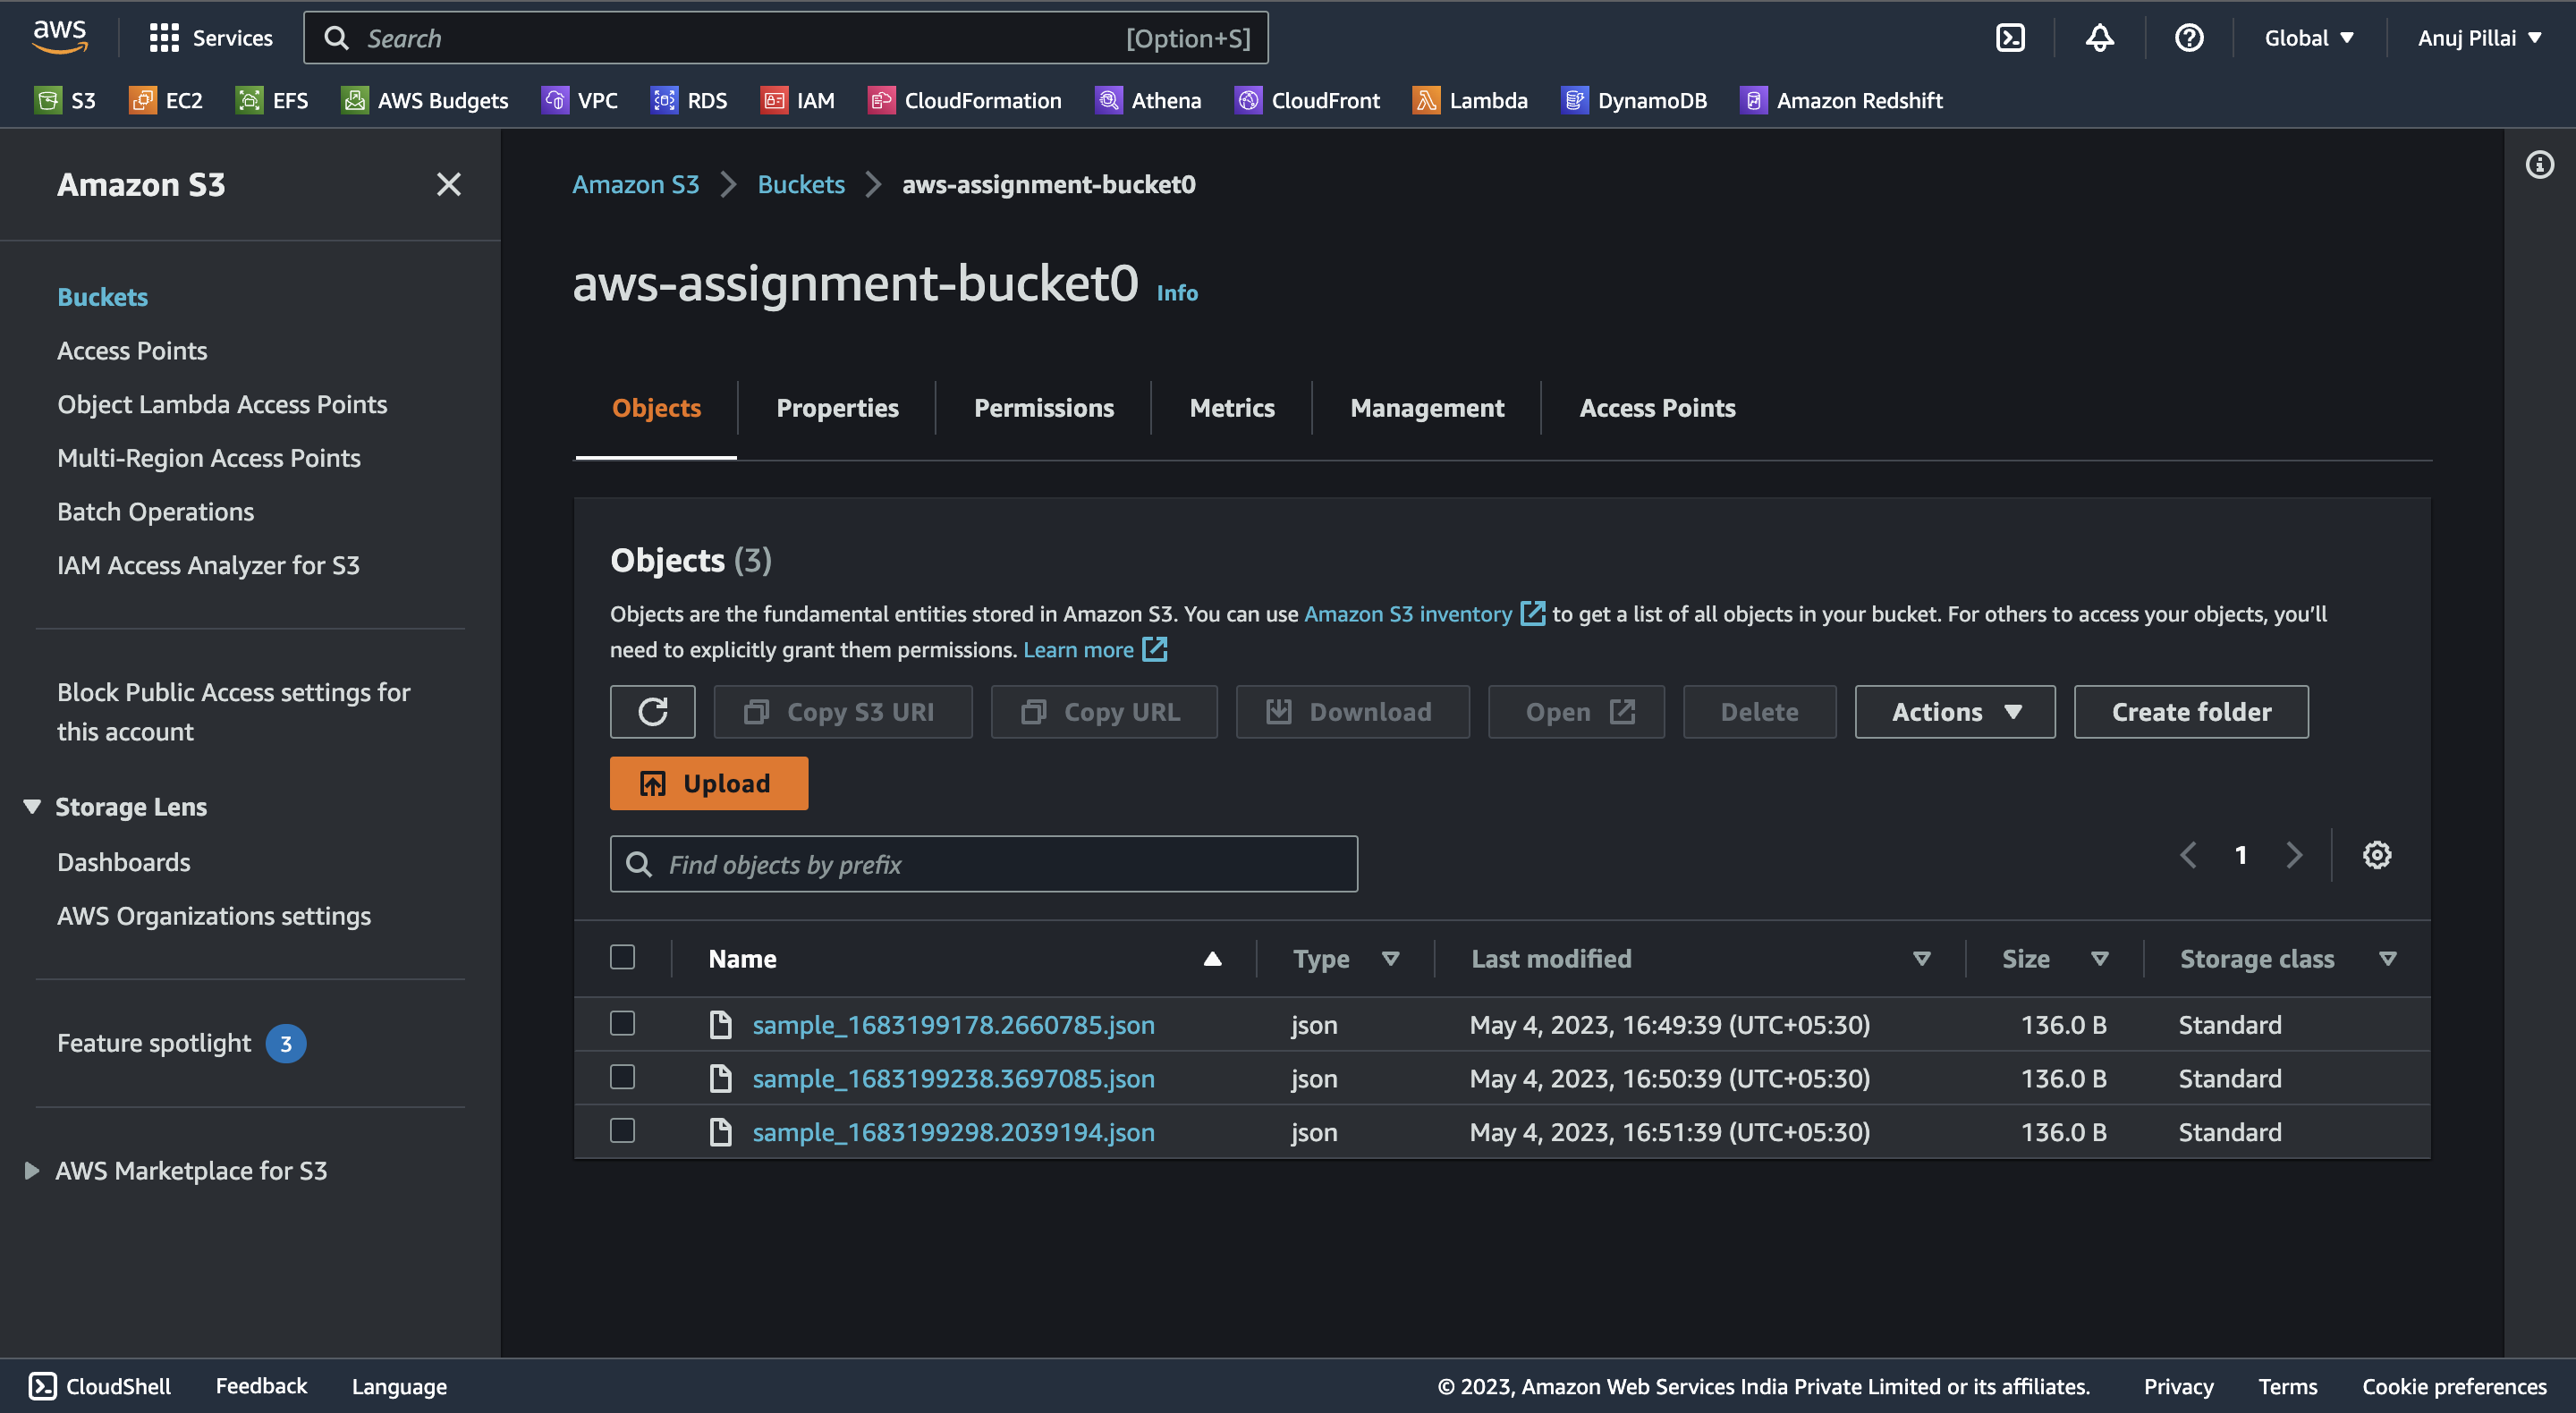 aws Services Search [Option+S] Global Anuj Pillai
S3 EC2 EFS AWS Budgets VPC RDS IAM CloudFormation Athena CloudFront Lambda DynamoDB Amazon Redshift
Amazon S3
Buckets
Access Points
Object Lambda Access Points
Multi-Region Access Points
Batch Operations
IAM Access Analyzer for S3
Block Public Access settings for
this account
Storage Lens
Dashboards
AWS Organizations settings
Feature spotlight 3
AWS Marketplace for S3
Amazon S3 Buckets aws-assignment-bucket0
aws-assignment-bucket0 Info
Objects Properties Permissions Metrics Management Access Points
Objects (3)
Objects are the fundamental entities stored in Amazon S3. You can use Amazon S3 inventory to get a list of all objects in your bucket. For others to access your objects, you’ll
need to explicitly grant them permissions. Learn more
Copy S3 URI Copy URL Download Open Delete Actions Create folder
Upload
Find objects by prefix 1
Name Type Last modified Size Storage class
sample_1683199178.2660785.json json May 4, 2023, 16:49:39 (UTC+05:30) 136.0 B Standard
sample_1683199238.3697085.json json May 4, 2023, 16:50:39 (UTC+05:30) 136.0 B Standard
sample_1683199298.2039194.json json May 4, 2023, 16:51:39 (UTC+05:30) 136.0 B Standard
CloudShell Feedback Language © 2023, Amazon Web Services India Private Limited or its affiliates. Privacy Terms Cookie preferences